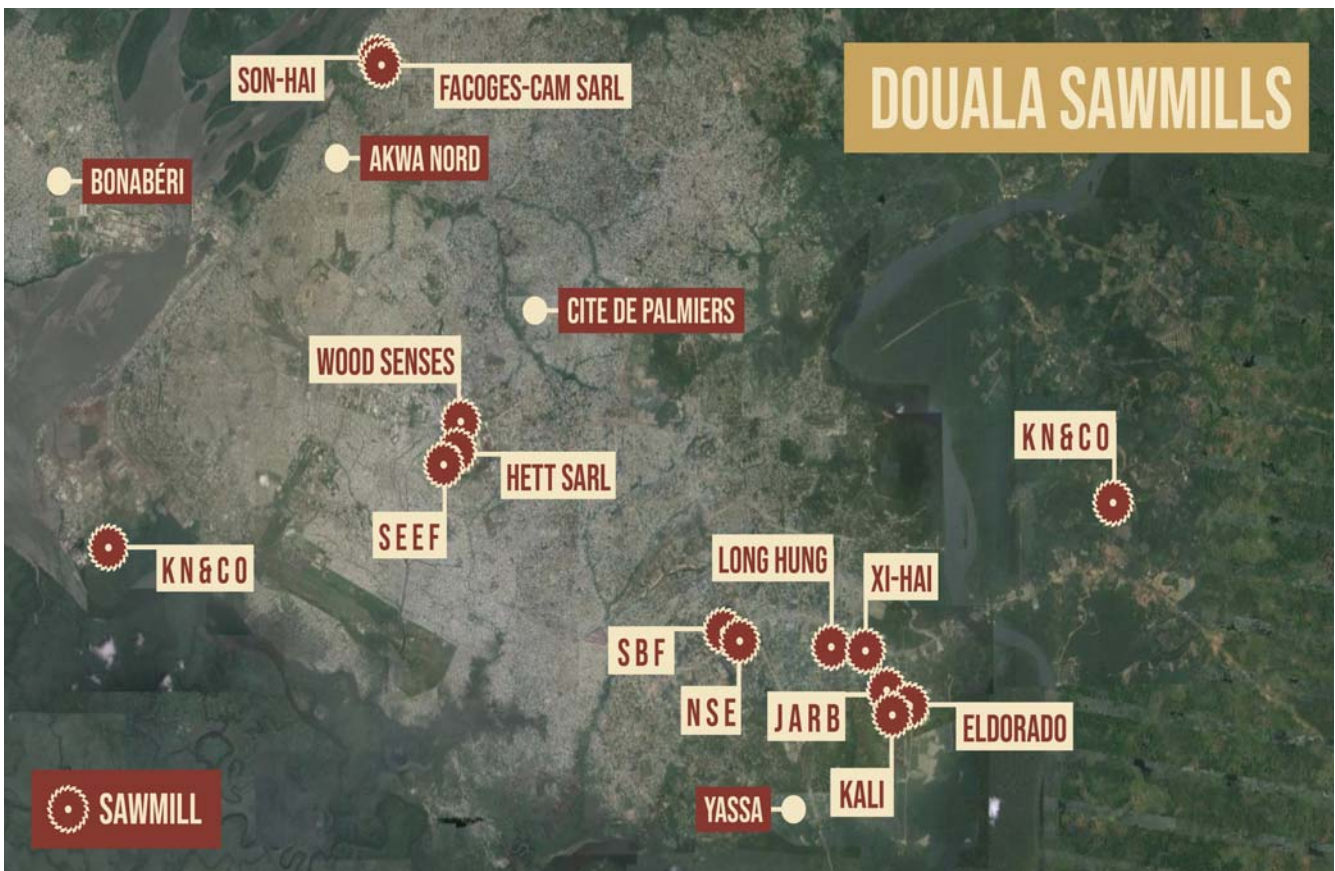 DOUALA SAWMILLS
SON-HAI
FACOGES-CAM SARL
AKWA NORD
BONABÉRI
CITE DE PALMIERS
WOOD SENSES
HETT SARL
SEEF
KN&CO
KN&CO
LONG HUNG
XI-HAI
SBF
NSE
JARB
ELDORADO
KALI
YASSA
SAWMILL